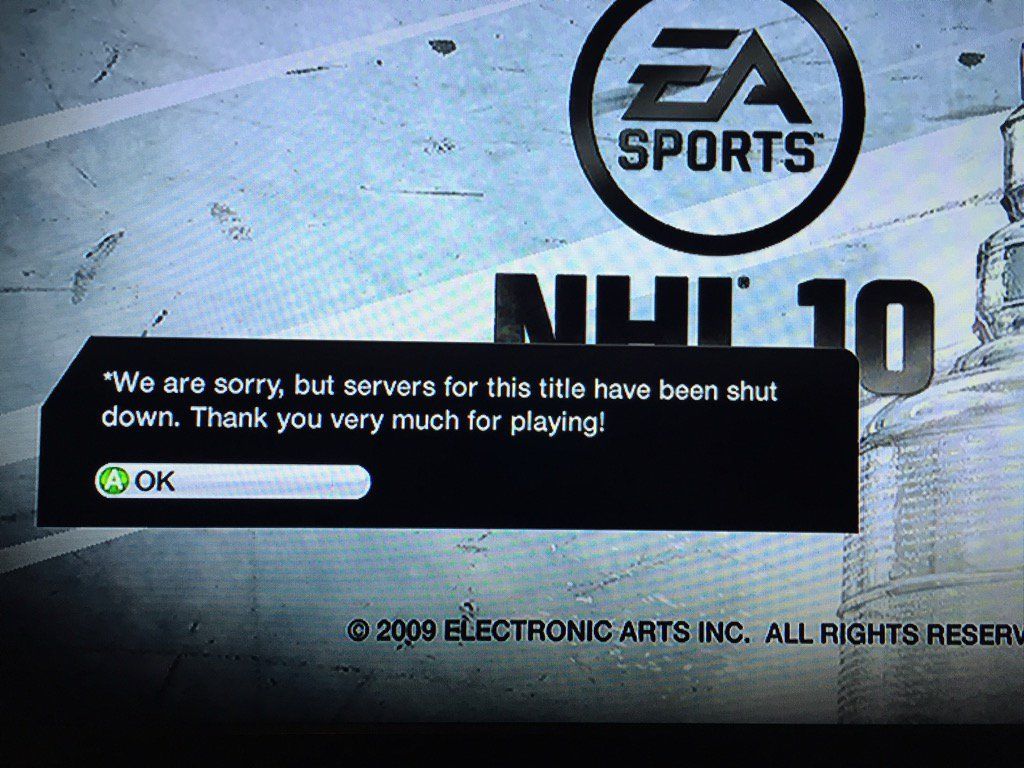 EA
SPORTS™
NHL® 10
*We are sorry, but servers for this title have been shut
down. Thank you very much for playing!
A OK
© 2009 ELECTRONIC ARTS INC. ALL RIGHTS RESERV